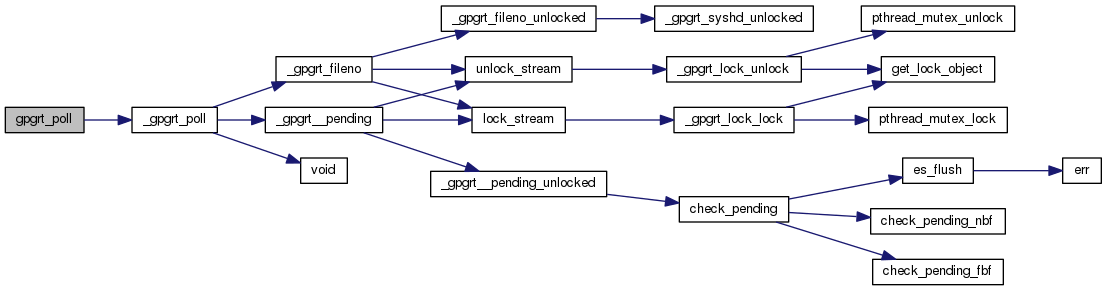 gpgrt_poll
_gpgrt_poll
_gpgrt_fileno
_gpgrt__pending
void
_gpgrt_fileno_unlocked
unlock_stream
lock_stream
_gpgrt__pending_unlocked
_gpgrt_syshd_unlocked
_gpgrt_lock_unlock
_gpgrt_lock_lock
check_pending
pthread_mutex_unlock
get_lock_object
pthread_mutex_lock
es_flush
check_pending_nbf
check_pending_fbf
err